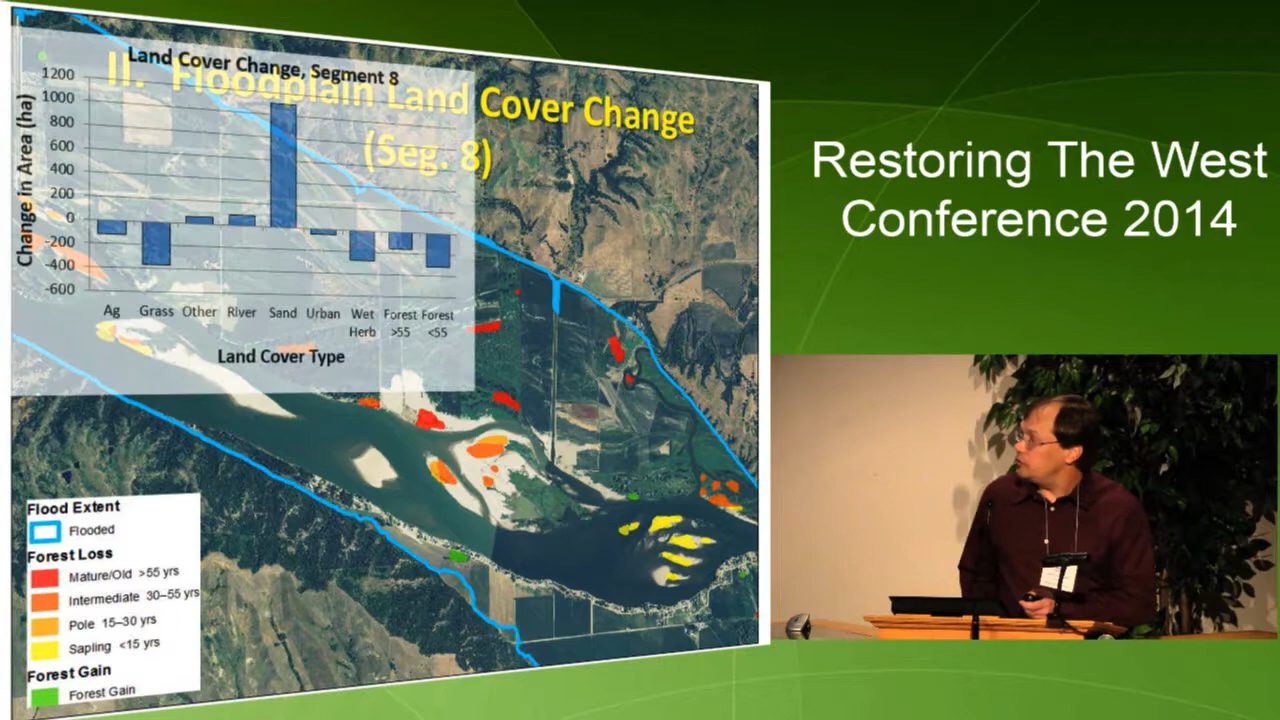 II. Floodplain Land Cover Change
(Seg. 8)
Land Cover Change, Segment 8
Change in Area (ha)
1200
1000
800
600
400
200
0
-200
-400
-600
Ag Grass Other River Sand Urban Wet Herb Forest >55 Forest <55
Land Cover Type
Flood Extent
Flooded
Forest Loss
Mature/Old >55 yrs
Intermediate 30–55 yrs
Pole 15–30 yrs
Sapling <15 yrs
Forest Gain
Forest Gain
Restoring The West
Conference 2014